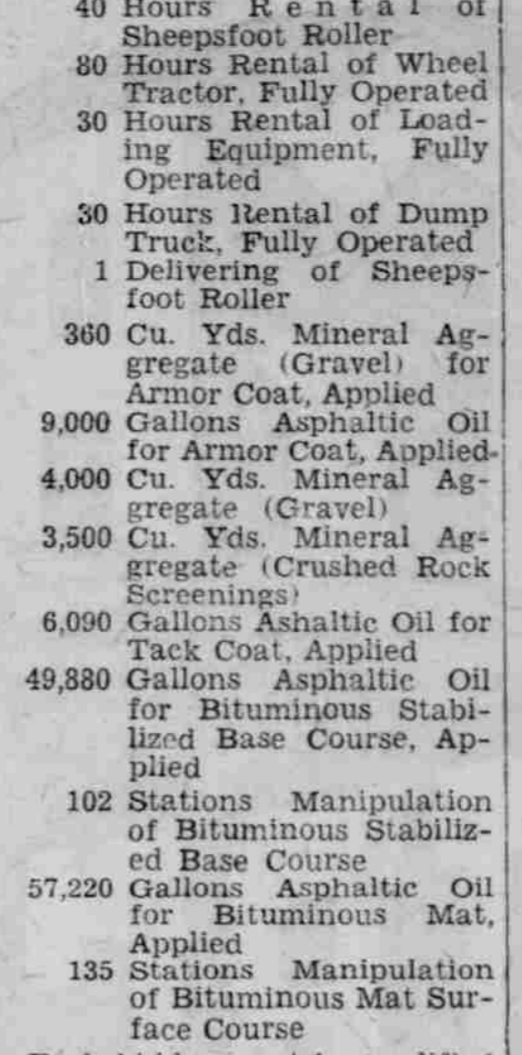 40 Hours Rental of
Sheepsfoot Roller
80 Hours Rental of Wheel
Tractor, Fully Operated
30 Hours Rental of Load-
ing Equipment, Fully
Operated
30 Hours Rental of Dump
Truck, Fully Operated
1 Delivering of Sheeps-
foot Roller
360 Cu. Yds. Mineral Ag-
gregate (Gravel) for
Armor Coat, Applied
9,000 Gallons Asphaltic Oil
for Armor Coat, Applied
4,000 Cu. Yds. Mineral Ag-
gregate (Gravel)
3,500 Cu. Yds. Mineral Ag-
gregate (Crushed Rock
Screenings)
6,090 Gallons Ashaltic Oil for
Tack Coat, Applied
49,880 Gallons Asphaltic Oil
for Bituminous Stabi-
lized Base Course, Ap-
plied
102 Stations Manipulation
of Bituminous Stabiliz-
ed Base Course
57,220 Gallons Asphaltic Oil
for Bituminous Mat,
Applied
135 Stations Manipulation
of Bituminous Mat Sur-
face Course